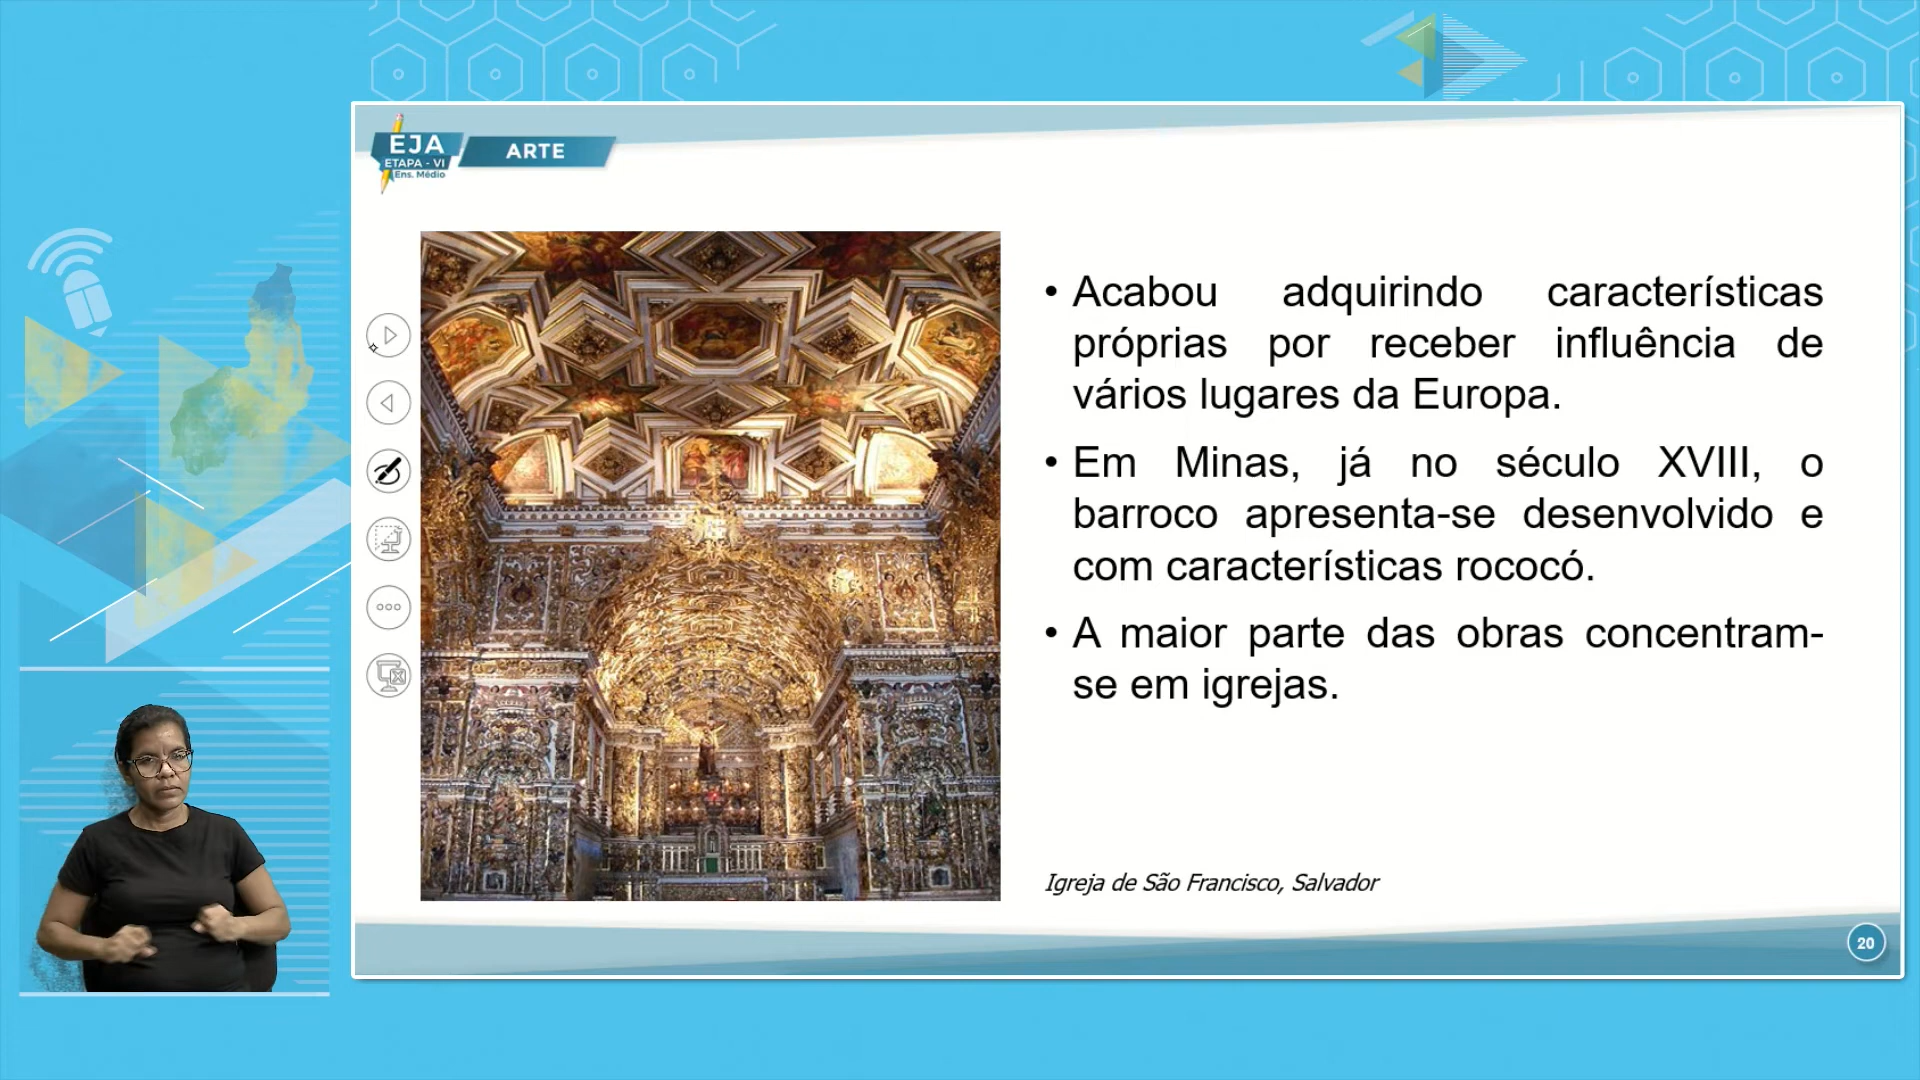 EJA
ETAPA - VI
Ens. Médio
ARTE
• Acabou adquirindo características
próprias por receber influência de
vários lugares da Europa.
• Em Minas, já no século XVIII, o
barroco apresenta-se desenvolvido e
com características rococó.
• A maior parte das obras concentram-
se em igrejas.
Igreja de São Francisco, Salvador
20